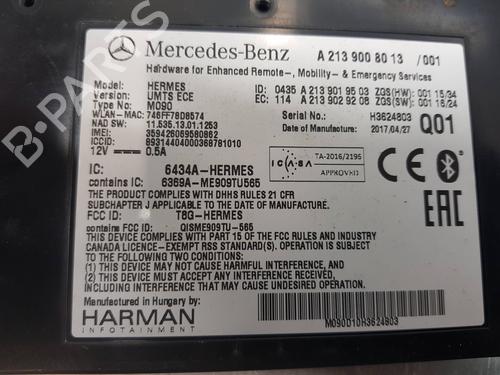 Mercedes-Benz A 213 900 80 13 /001
Hardware for Enhanced Remote-, Mobility- & Emergency Services
Model: HERMES ID: 0435 A 213 901 95 03 ZGS(HW): 001 15/34
Version: UMTS ECE EC: 114 A 213 902 92 08 ZGS(SW): 001 16/24
Type No: M090
WLAN-MAC: 746FF78D8574 Serial No: H3624803
NAD SW: 11.535.13.01.1253 Production Date: 2017/04/27 Q01
IMEI: 359426069580862
ICCID: 89314404000368781010
12V 0.5A
ICASA TA-2016/2195
APPROVED
IC: 6434A-HERMES
contains IC: 6369A-ME909TU565
THE PRODUCT COMPLIES WITH DHHS RULES 21 CFR
SUBCHAPTER J APPLICABLE TO THE DATE OF MANUFACTURE.
FCC ID: T8G-HERMES
contains FCC ID: QISME909TU-565
THIS DEVICE COMPLIES WITH PART 15 OF THE FCC RULES AND INDUSTRY
CANADA LICENCE-EXEMPT RSS STANDARD(S). OPERATION IS
SUBJECT TO THE FOLLOWING TWO CONDITIONS:
(1) THIS DEVICE MAY NOT CAUSE HARMFUL INTERFERENCE, AND
(2) THIS DEVICE MUST ACCEPT ANY INTERFERENCE RECEIVED,
INCLUDING INTERFERENCE THAT MAY CAUSE UNDESIRED OPERATION
EAC
Manufactured in Hungary by:
HARMAN
INFOTAINMENT
M090D10H3624803